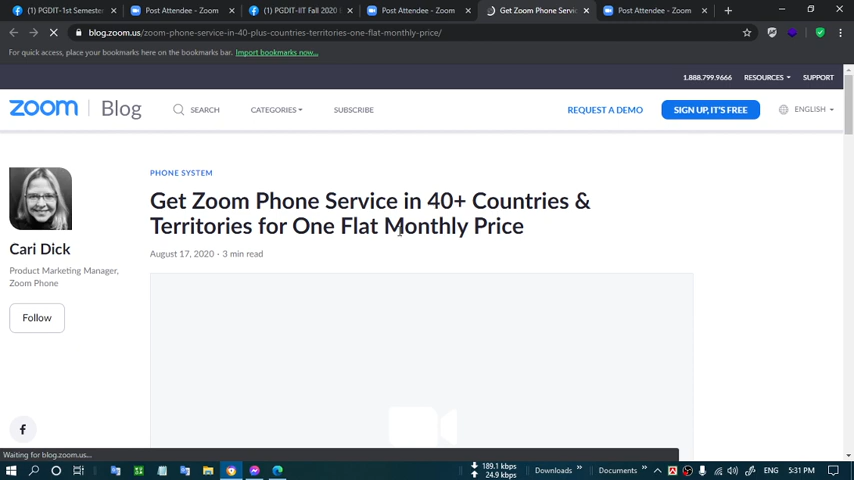 (1) PGDIT-1st Semester
Post Attendee - Zoom
(1) PGDIT-IIT Fall 2020
Post Attendee - Zoom
Get Zoom Phone Servic
Post Attendee - Zoom
blog.zoom.us/zoom-phone-service-in-40-plus-countries-territories-one-flat-monthly-price/
For quick access, place your bookmarks here on the bookmarks bar. Import bookmarks now...
1.888.799.9666 RESOURCES SUPPORT
zoom Blog SEARCH CATEGORIES SUBSCRIBE REQUEST A DEMO SIGN UP, IT'S FREE ENGLISH
PHONE SYSTEM
Get Zoom Phone Service in 40+ Countries &
Territories for One Flat Monthly Price
August 17, 2020 · 3 min read
Cari Dick
Product Marketing Manager,
Zoom Phone
Follow
Waiting for blog.zoom.us...
189.1 kbps
24.9 kbps
Downloads
Documents
ENG 5:31 PM